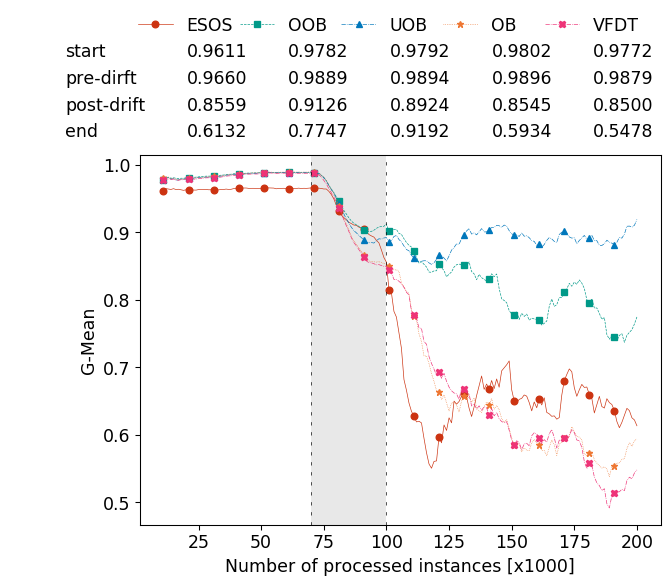 ESOS OOB UOB OB VFDT
start 0.9611 0.9782 0.9792 0.9802 0.9772
pre-dirft 0.9660 0.9889 0.9894 0.9896 0.9879
post-drift 0.8559 0.9126 0.8924 0.8545 0.8500
end 0.6132 0.7747 0.9192 0.5934 0.5478
1.0
0.9
0.8
0.7
0.6
0.5
G-Mean
25 50 75 100 125 150 175 200
Number of processed instances [x1000]